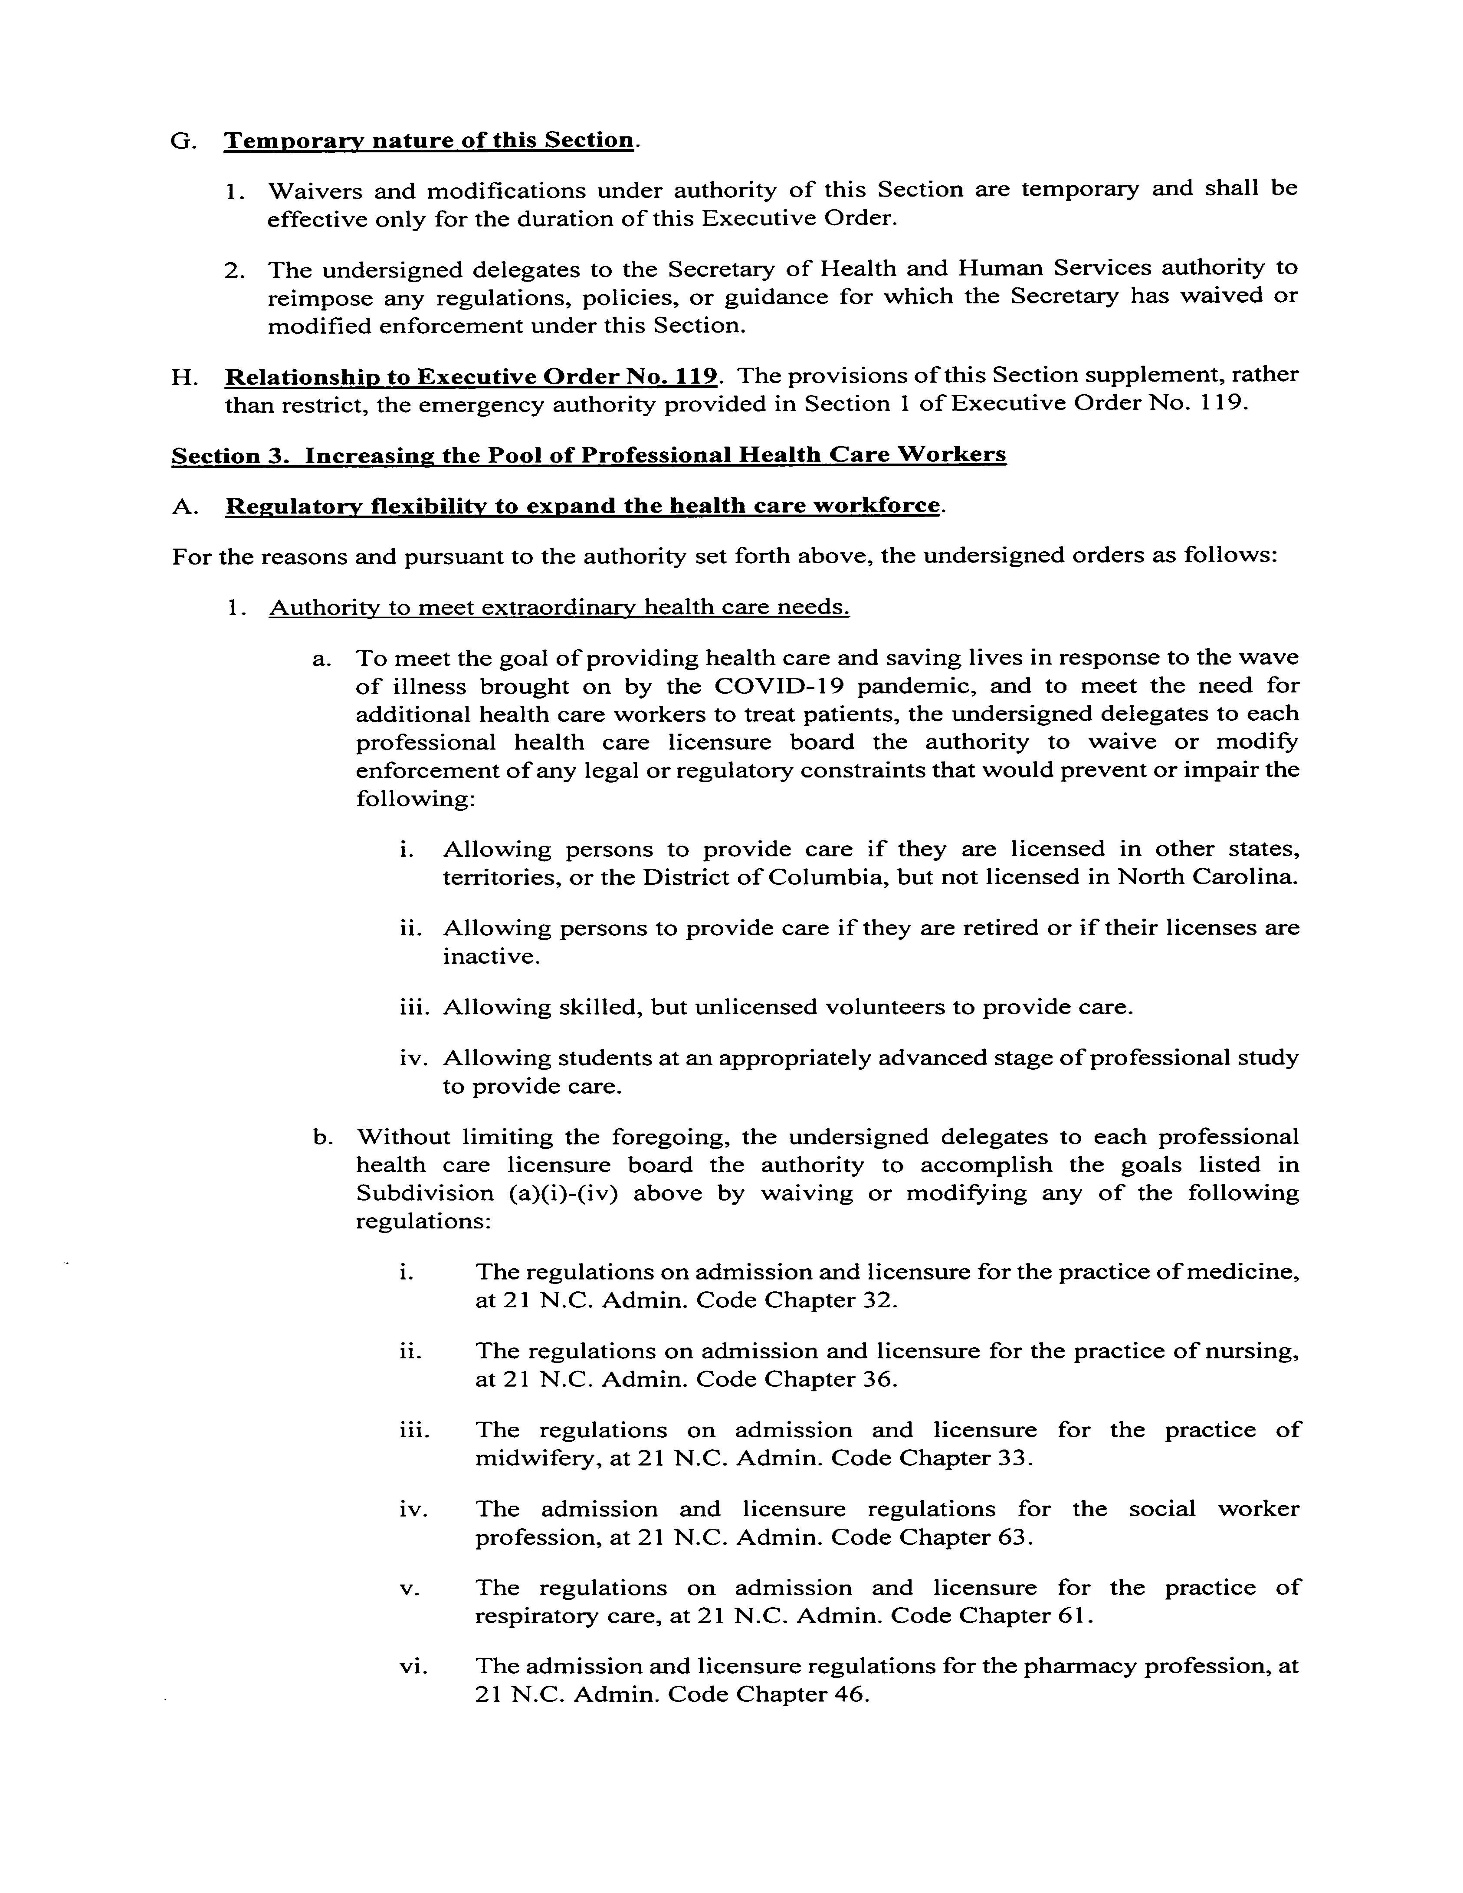 G. Temporary nature of this Section.
1. Waivers and modifications under authority of this Section are temporary and shall be
effective only for the duration of this Executive Order.
2. The undersigned delegates to the Secretary of Health and Human Services authority to
reimpose any regulations, policies, or guidance for which the Secretary has waived or
modified enforcement under this Section.
H. Relationship to Executive Order No. 119. The provisions of this Section supplement, rather
than restrict, the emergency authority provided in Section 1 of Executive Order No. 119.
Section 3. Increasing the Pool of Professional Health Care Workers
A. Regulatory flexibility to expand the health care workforce.
For the reasons and pursuant to the authority set forth above, the undersigned orders as follows:
1. Authority to meet extraordinary health care needs.
a. To meet the goal of providing health care and saving lives in response to the wave
of illness brought on by the COVID-19 pandemic, and to meet the need for
additional health care workers to treat patients, the undersigned delegates to each
professional health care licensure board the authority to waive or modify
enforcement of any legal or regulatory constraints that would prevent or impair the
following:
i. Allowing persons to provide care if they are licensed in other states,
territories, or the District of Columbia, but not licensed in North Carolina.
ii. Allowing persons to provide care if they are retired or if their licenses are
inactive.
iii. Allowing skilled, but unlicensed volunteers to provide care.
iv. Allowing students at an appropriately advanced stage of professional study
to provide care.
b. Without limiting the foregoing, the undersigned delegates to each professional
health care licensure board the authority to accomplish the goals listed in
Subdivision (a)(i)-(iv) above by waiving or modifying any of the following
regulations:
i. The regulations on admission and licensure for the practice of medicine,
at 21 N.C. Admin. Code Chapter 32.
ii. The regulations on admission and licensure for the practice of nursing,
at 21 N.C. Admin. Code Chapter 36.
iii. The regulations on admission and licensure for the practice of
midwifery, at 21 N.C. Admin. Code Chapter 33.
iv. The admission and licensure regulations for the social worker
profession, at 21 N.C. Admin. Code Chapter 63.
v. The regulations on admission and licensure for the practice of
respiratory care, at 21 N.C. Admin. Code Chapter 61.
vi. The admission and licensure regulations for the pharmacy profession, at
21 N.C. Admin. Code Chapter 46.